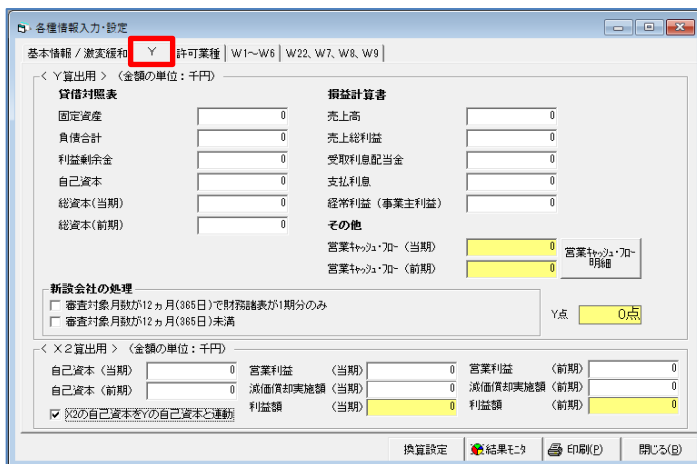 各種情報入力・設定
基本情報 / 激変緩和 Y 許可業種 W1～W6 W22、W7、W8、W9
＜ Y算出用 ＞ （金額の単位：千円）
貸借対照表 損益計算書
固定資産 0 売上高 0
負債合計 0 売上総利益 0
利益剰余金 0 受取利息配当金 0
自己資本 0 支払利息 0
総資本(当期) 0 経常利益（事業主利益） 0
総資本(前期) 0 その他
営業ｷｬｯｼｭ・ﾌﾛｰ（当期） 0 営業ｷｬｯｼｭ・ﾌﾛｰ
明細
営業ｷｬｯｼｭ・ﾌﾛｰ（前期） 0
新設会社の処理
審査対象月数が12ヵ月(365日)で財務諸表が1期分のみ
審査対象月数が12ヵ月(365日)未満
Y点 0点
＜ X2算出用 ＞ （金額の単位：千円）
自己資本（当期） 0 営業利益 （当期） 0 営業利益 （前期） 0
自己資本（前期） 0 減価償却実施額（当期） 0 減価償却実施額（前期） 0
X2の自己資本をYの自己資本と連動 利益額 （当期） 0 利益額 （前期） 0
換算設定 結果ﾓﾆﾀ 印刷(P) 閉じる(B)